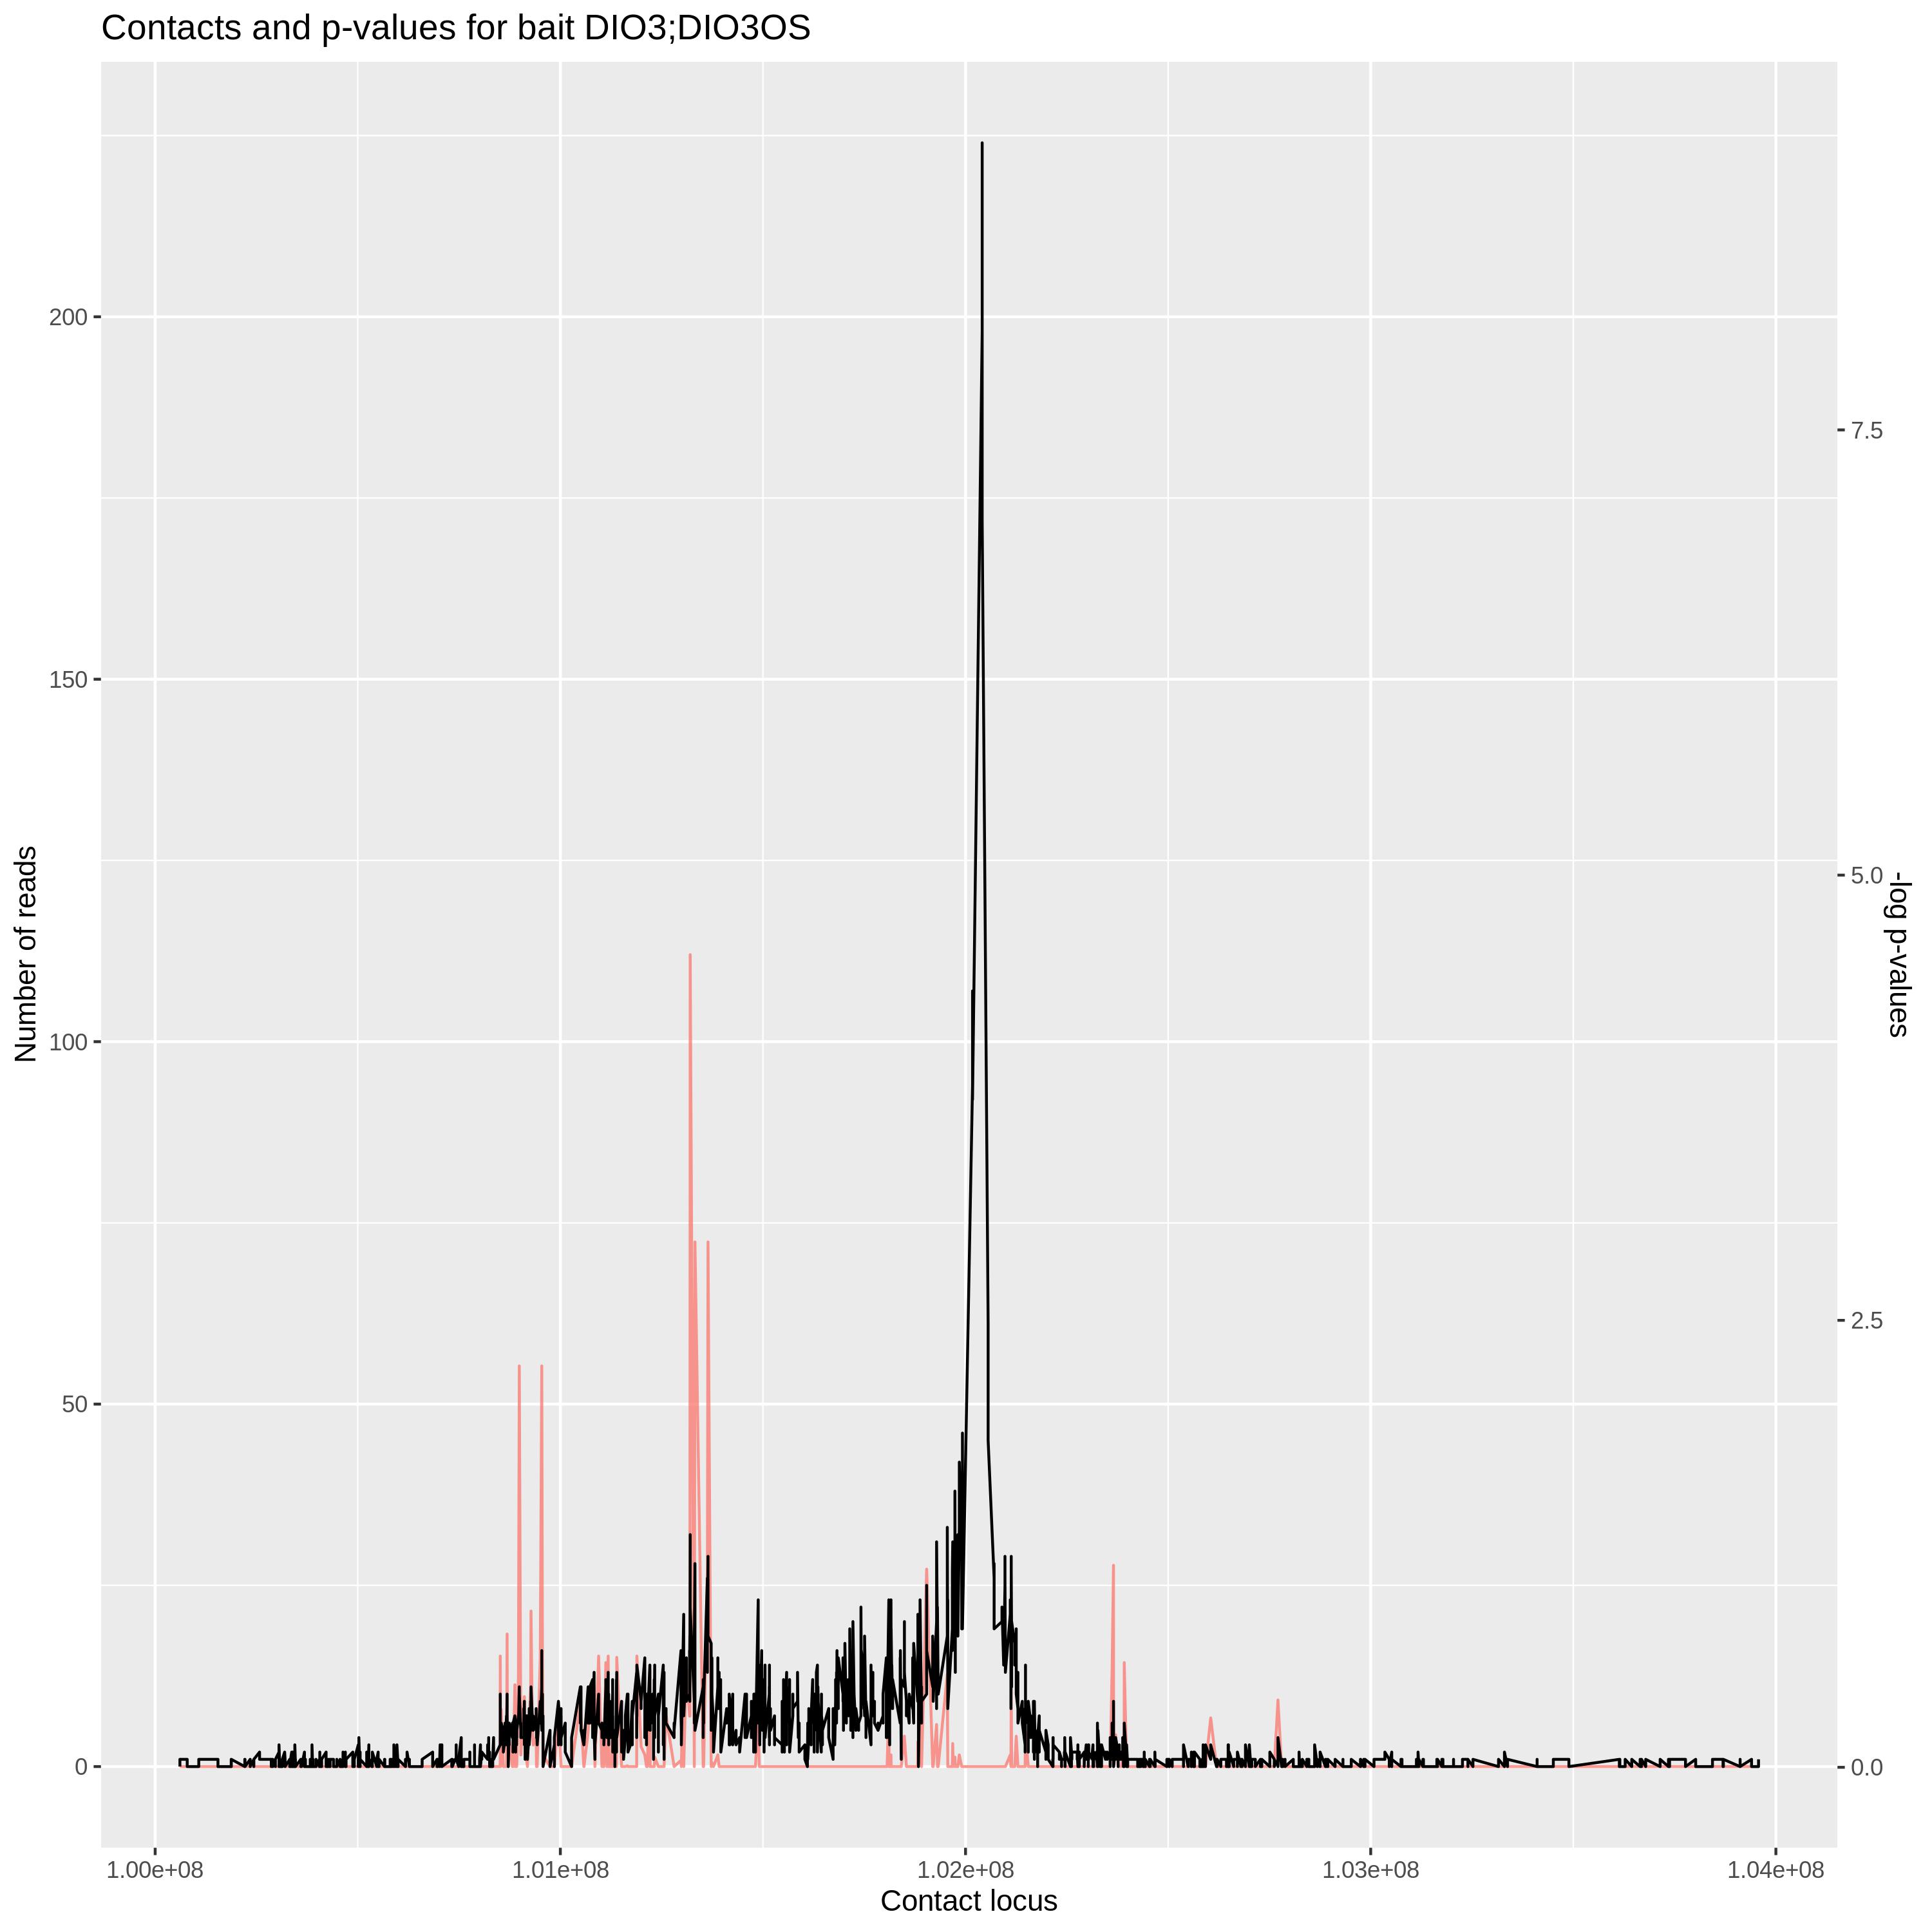 Contacts and p-values for bait DIO3;DIO3OS
200
150
100
50
0
Number of reads
7.5
5.0
2.5
0.0
-log p-values
1.00e+08
1.01e+08
1.02e+08
1.03e+08
1.04e+08
Contact locus